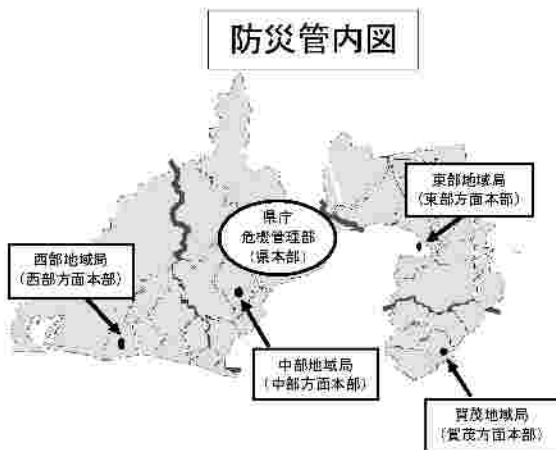 防災管内図
東部地域局
(東部方面本部)
県庁
危機管理部
(県本部)
西部地域局
(西部方面本部)
中部地域局
(中部方面本部)
賀茂地域局
(賀茂方面本部)